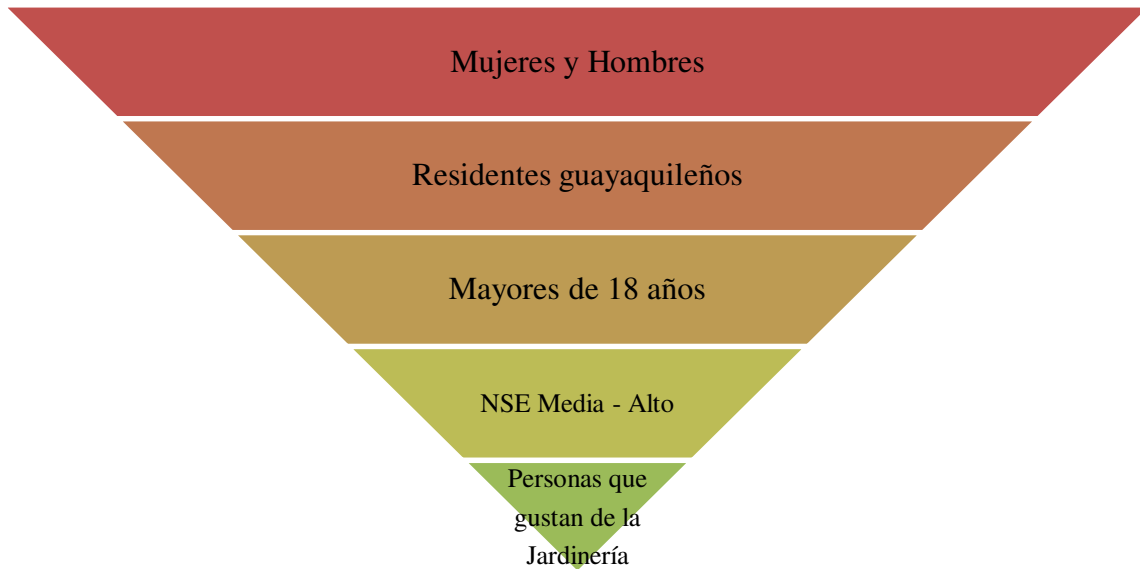 Mujeres y Hombres
Residentes guayaquileños
Mayores de 18 años
NSE Media - Alto
Personas que
gustan de la
Jardinería